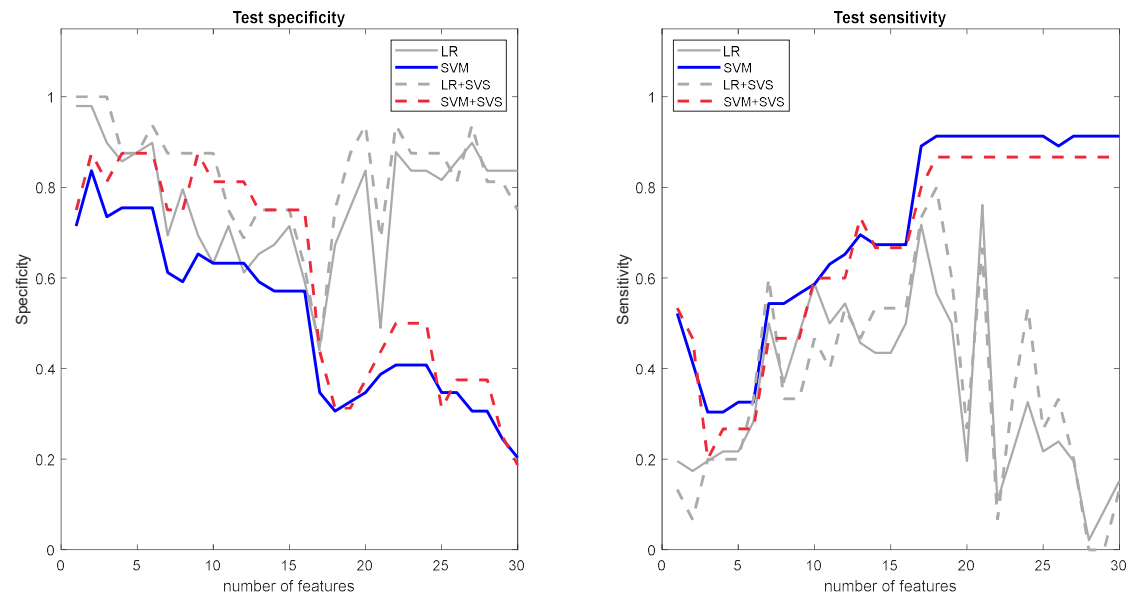 Test specificity
LR
SVM
LR+SVS
SVM+SVS
1
0.8
0.6
0.4
0.2
0
Specificity
0 5 10 15 20 25 30
number of features
Test sensitivity
LR
SVM
LR+SVS
SVM+SVS
1
0.8
0.6
0.4
0.2
0
Sensitivity
0 5 10 15 20 25 30
number of features